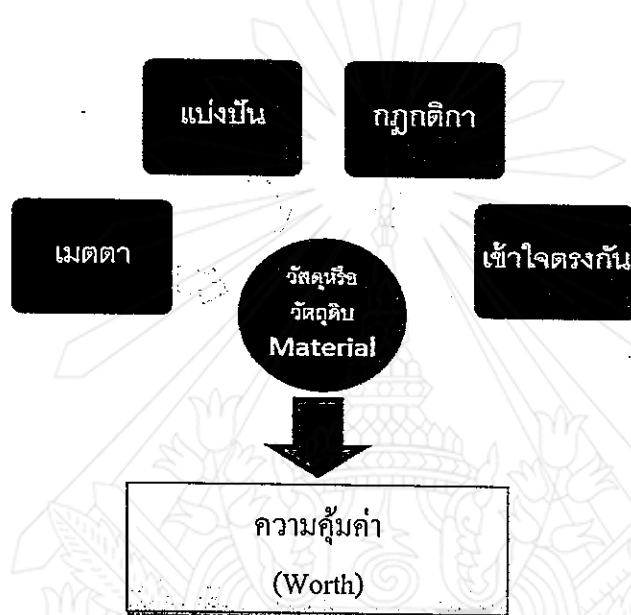 แบ่งปัน
กฎกติกา
เมตตา
เข้าใจตรงกัน
วัสดุหรือ
วัตถุดิบ
Material
ความคุ้มค่า
(Worth)